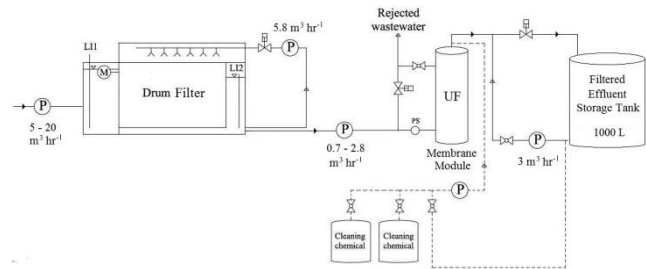 Rejected
wastewater
5.8 m³ hr⁻¹
P
LI1
M
LI2
Drum Filter
UF
Filtered
Effluent
Storage Tank
1000 L
P
5 - 20
m³ hr⁻¹
P
0.7 - 2.8
m³ hr⁻¹
PS
Membrane
Module
P
3 m³ hr⁻¹
P
Cleaning
chemical
Cleaning
chemical